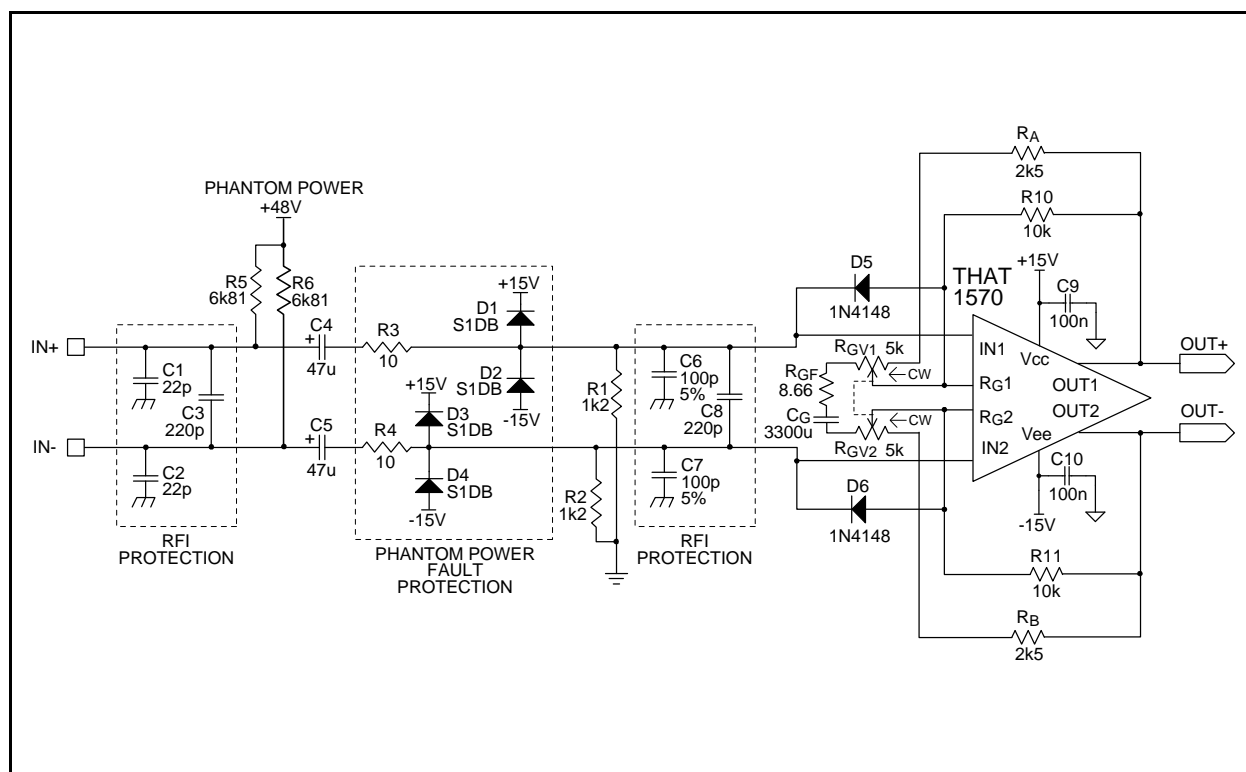 PHANTOM POWER
+48V
R5
6k81
R6
6k81
IN+
IN-
C1
22p
C3
220p
C2
22p
RFI
PROTECTION
+
C4
47u
+
C5
47u
R3
10
R4
10
+15V
D1
S1DB
D2
S1DB
-15V
+15V
D3
S1DB
D4
S1DB
-15V
PHANTOM POWER
FAULT
PROTECTION
R1
1k2
R2
1k2
C6
100p
5%
C8
220p
C7
100p
5%
RFI
PROTECTION
D5
1N4148
D6
1N4148
RGV1 5k
CW
RGF
8.66
CG
3300u
CW
RGV2 5k
RA
2k5
R10
10k
THAT
1570
+15V
C9
100n
IN1
Vcc
RG1
OUT1
RG2
OUT2
IN2
Vee
C10
100n
-15V
R11
10k
RB
2k5
OUT+
OUT-